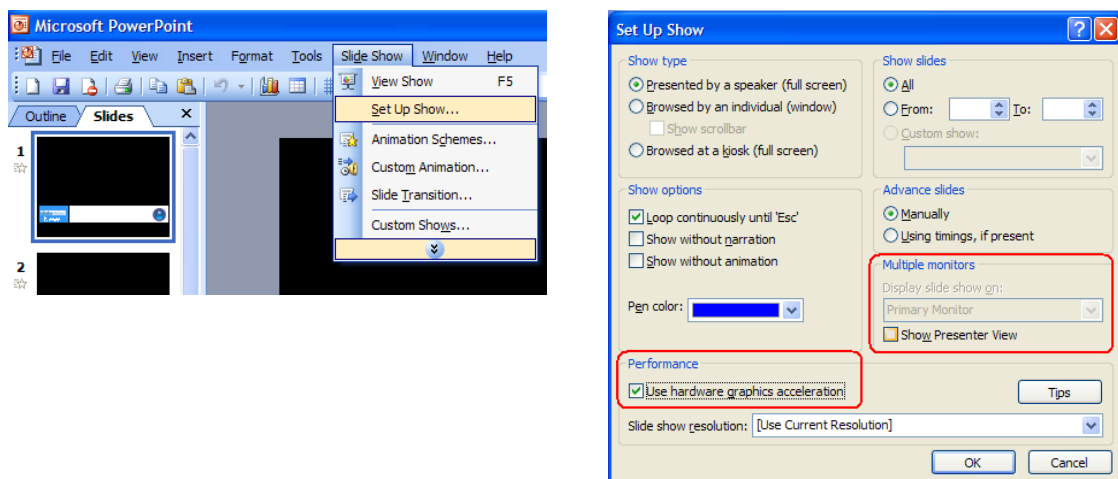 Microsoft PowerPoint
File Edit View Insert Format Tools Slide Show Window Help
View Show F5
Set Up Show...
Animation Schemes...
Custom Animation...
Slide Transition...
Custom Shows...
Outline Slides
1
2
Set Up Show
Show type
Presented by a speaker (full screen)
Browsed by an individual (window)
Show scrollbar
Browsed at a kiosk (full screen)
Show slides
All
From: To:
Custom show:
Show options
Loop continuously until 'Esc'
Show without narration
Show without animation
Pen color:
Advance slides
Manually
Using timings, if present
Multiple monitors
Display slide show on:
Primary Monitor
Show Presenter View
Performance
Use hardware graphics acceleration
Tips
Slide show resolution: [Use Current Resolution]
OK Cancel